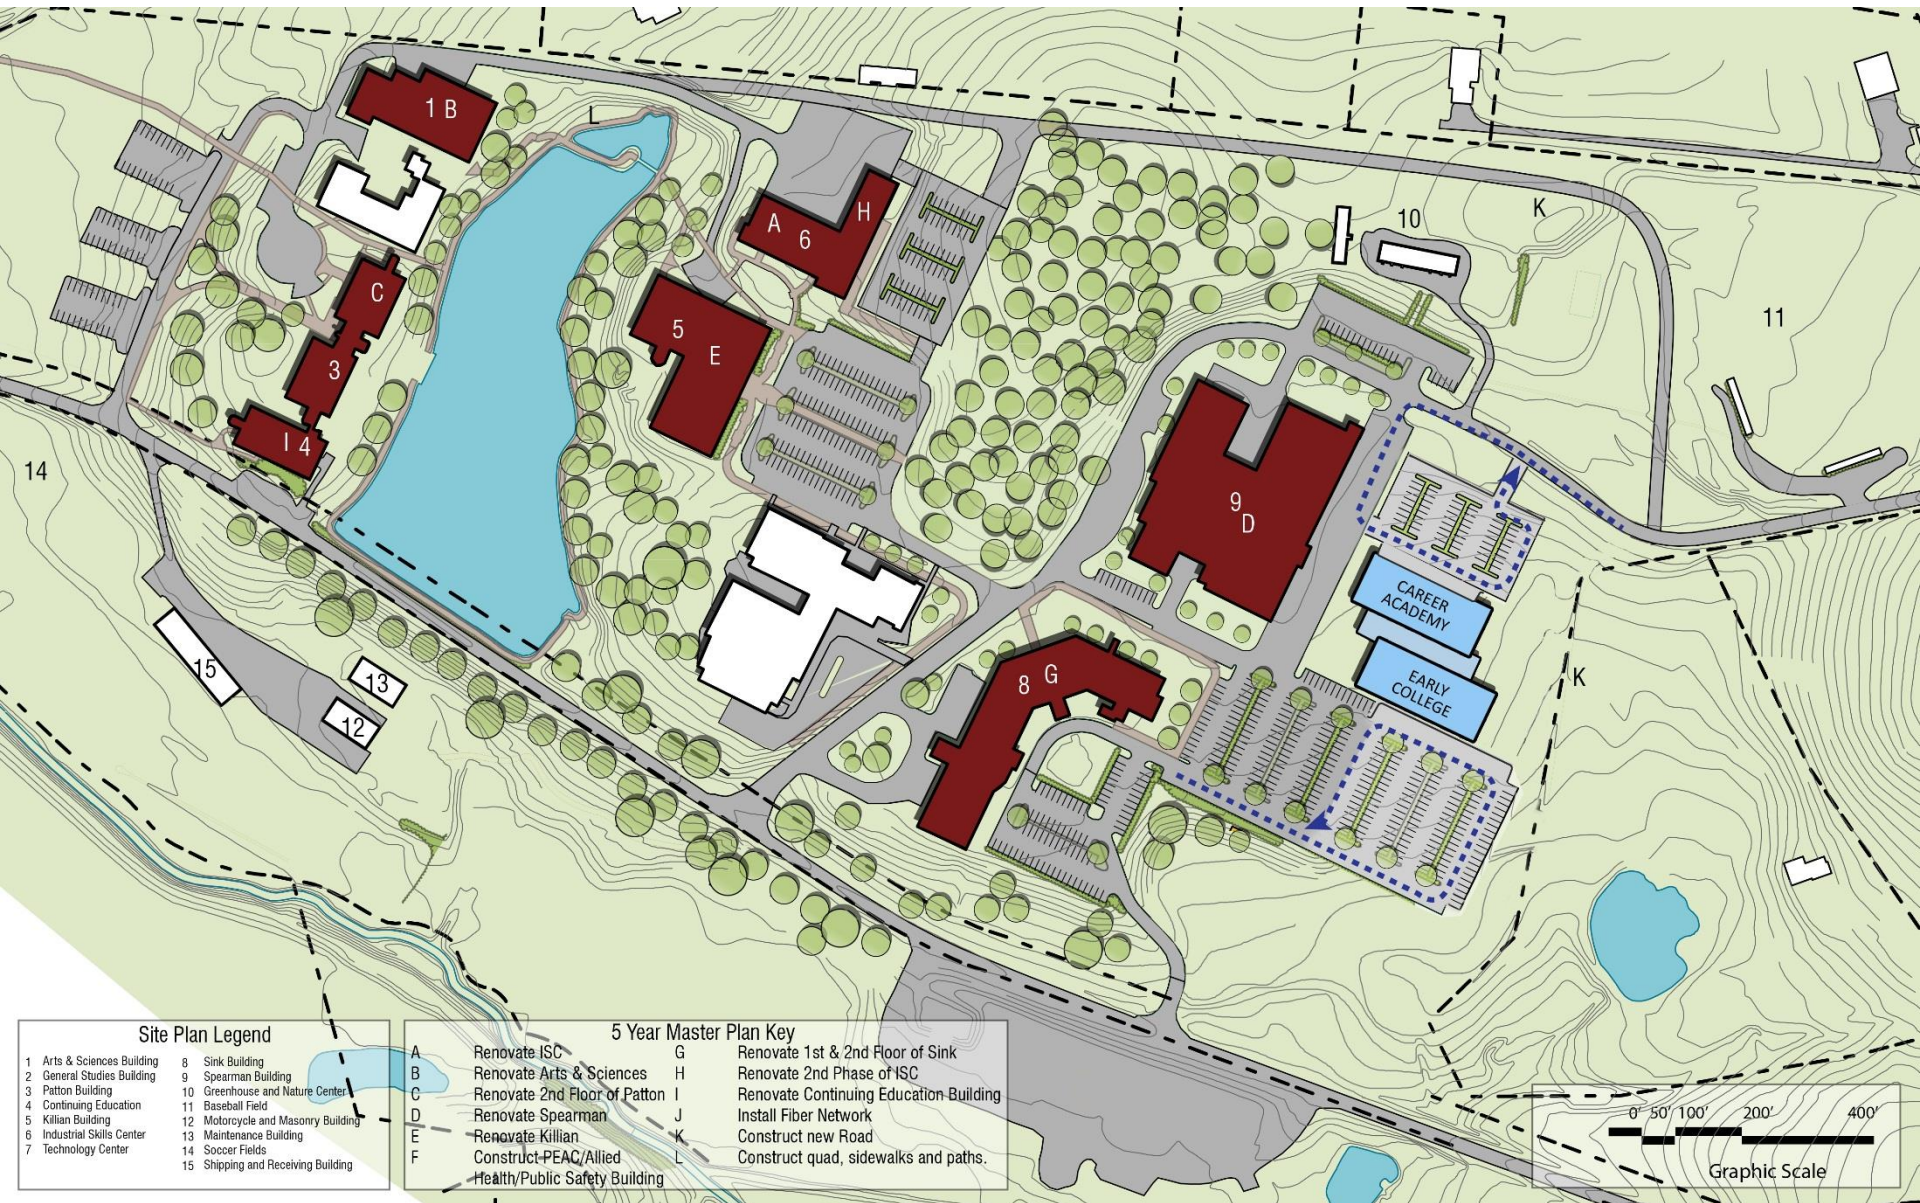 1 B
L
A
H
6
10
K
C
5
E
11
3
I 4
14
9
D
CAREER
ACADEMY
15
13
12
8
G
EARLY
COLLEGE
K
Site Plan Legend
1 Arts & Sciences Building
2 General Studies Building
3 Patton Building
4 Continuing Education
5 Killian Building
6 Industrial Skills Center
7 Technology Center
8 Sink Building
9 Spearman Building
10 Greenhouse and Nature Center
11 Baseball Field
12 Motorcycle and Masonry Building
13 Maintenance Building
14 Soccer Fields
15 Shipping and Receiving Building
5 Year Master Plan Key
A Renovate ISC
B Renovate Arts & Sciences
C Renovate 2nd Floor of Patton
D Renovate Spearman
E Renovate Killian
F Construct PEAC/Allied
Health/Public Safety Building
G Renovate 1st & 2nd Floor of Sink
H Renovate 2nd Phase of ISC
I Renovate Continuing Education Building
J Install Fiber Network
K Construct new Road
L Construct quad, sidewalks and paths.
0' 50' 100' 200' 400'
Graphic Scale